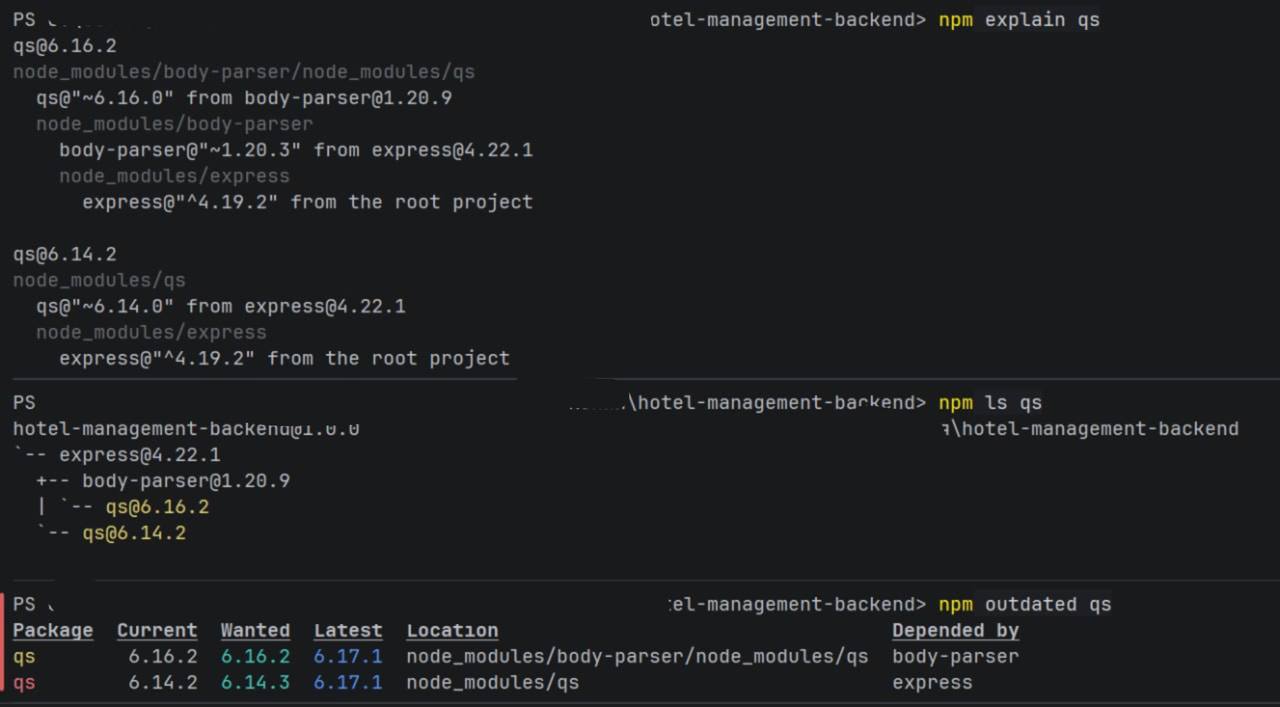 PS otel-management-backend> npm explain qs
qs@6.16.2
node_modules/body-parser/node_modules/qs
  qs@"~6.16.0" from body-parser@1.20.9
  node_modules/body-parser
    body-parser@"~1.20.3" from express@4.22.1
    node_modules/express
      express@"^4.19.2" from the root project

qs@6.14.2
node_modules/qs
  qs@"~6.14.0" from express@4.22.1
  node_modules/express
    express@"^4.19.2" from the root project
PS \hotel-management-backend> npm ls qs
hotel-management-backend@1.0.0 \hotel-management-backend
`-- express@4.22.1
  +-- body-parser@1.20.9
  | `-- qs@6.16.2
  `-- qs@6.14.2
PS tel-management-backend> npm outdated qs
Package  Current  Wanted  Latest  Location  Depended by
qs  6.16.2  6.16.2  6.17.1  node_modules/body-parser/node_modules/qs  body-parser
qs  6.14.2  6.14.3  6.17.1  node_modules/qs  express